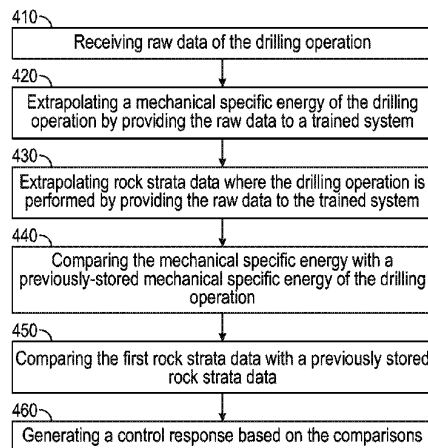 410
Receiving raw data of the drilling operation
420
Extrapolating a mechanical specific energy of the drilling
operation by providing the raw data to a trained system
430
Extrapolating rock strata data where the drilling operation is
performed by providing the raw data to the trained system
440
Comparing the mechanical specific energy with a
previously-stored mechanical specific energy of the drilling
operation
450
Comparing the first rock strata data with a previously stored
rock strata data
460
Generating a control response based on the comparisons